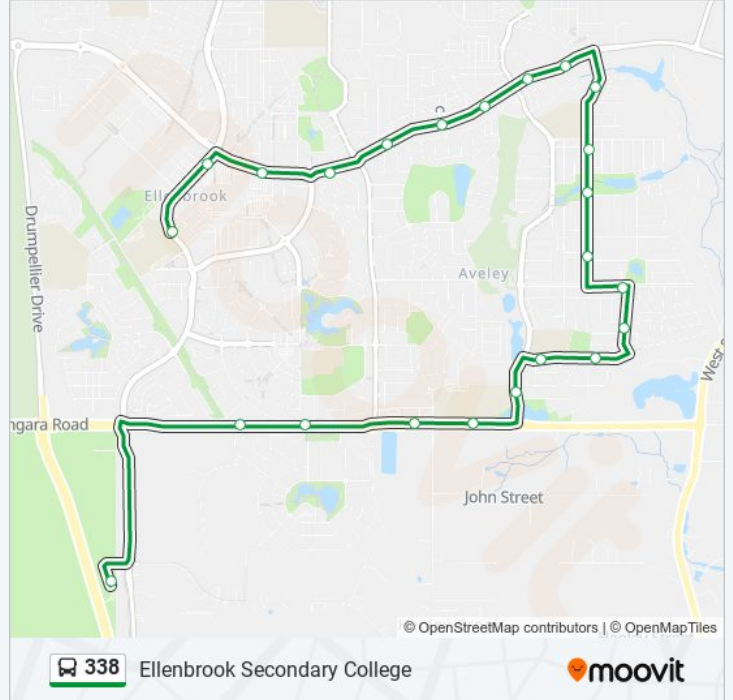 Ellenbrook
Drumpellier Drive
Aveley
West S
ngara Road
John Street
© OpenStreetMap contributors | © OpenMapTiles
338 Ellenbrook Secondary College
moovit